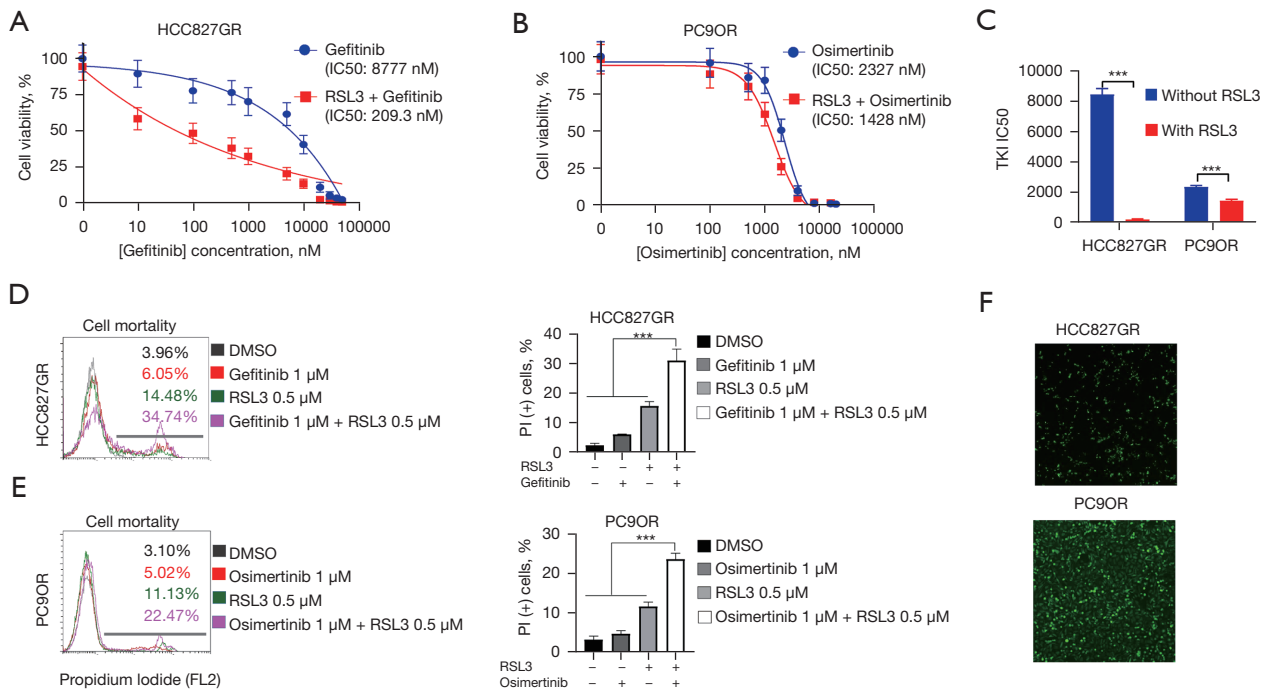 A
HCC827GR
Cell viability, %
100
75
50
25
0
0
10
100
1000
10000
100000
[Gefitinib] concentration, nM
Gefitinib
(IC50: 8777 nM)
RSL3 + Gefitinib
(IC50: 209.3 nM)
B
PC9OR
Cell viability, %
100
75
50
25
0
0
10
100
1000
10000
100000
[Osimertinib] concentration, nM
Osimertinib
(IC50: 2327 nM)
RSL3 + Osimertinib
(IC50: 1428 nM)
C
TKI IC50
10000
8000
6000
4000
2000
0
***
***
HCC827GR
PC9OR
Without RSL3
With RSL3
D
HCC827GR
Cell mortality
3.96%
6.05%
14.48%
34.74%
DMSO
Gefitinib 1 μM
RSL3 0.5 μM
Gefitinib 1 μM + RSL3 0.5 μM
HCC827GR
PI (+) cells, %
40
30
20
10
0
***
RSL3 – – + +
Gefitinib – + – +
DMSO
Gefitinib 1 μM
RSL3 0.5 μM
Gefitinib 1 μM + RSL3 0.5 μM
E
PC9OR
Cell mortality
3.10%
5.02%
11.13%
22.47%
DMSO
Osimertinib 1 μM
RSL3 0.5 μM
Osimertinib 1 μM + RSL3 0.5 μM
Propidium Iodide (FL2)
PC9OR
PI (+) cells, %
30
20
10
0
***
RSL3 – – + +
Osimertinib – + – +
DMSO
Osimertinib 1 μM
RSL3 0.5 μM
Osimertinib 1 μM + RSL3 0.5 μM
F
HCC827GR
PC9OR